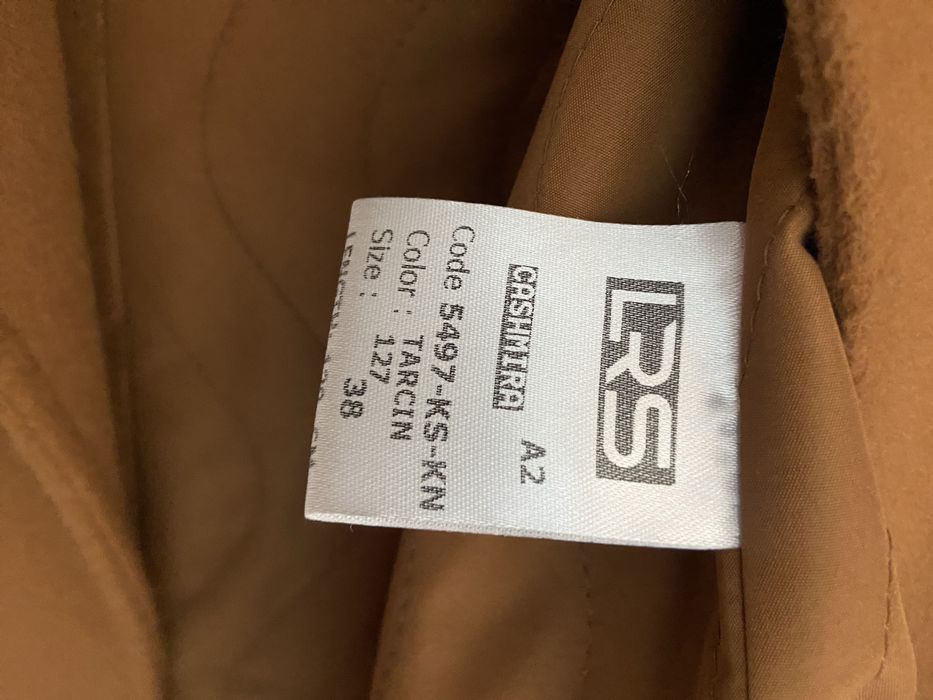 LRS
CASHMIRA A2
Code 5497-KS-KN
Color : TARCIN
Size : 127
38